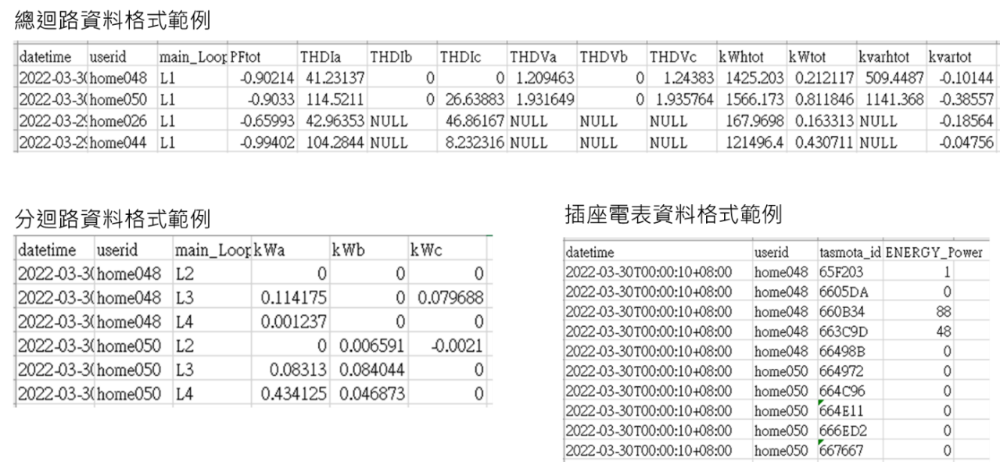 總迴路資料格式範例
datetime userid main_Loop PFtot THDIa THDIb THDIc THDVa THDVb THDVc kWhtot kWtot kvarhtot kvartot
2022-03-30 home048 L1 -0.90214 41.23137 0 0 1.209463 0 1.24383 1425.203 0.212117 509.4487 -0.10144
2022-03-30 home050 L1 -0.9033 114.5211 0 26.63883 1.931649 0 1.935764 1566.173 0.811846 1141.368 -0.38557
2022-03-29 home026 L1 -0.65993 42.96353 NULL 46.86167 NULL NULL NULL 167.9698 0.163313 NULL -0.18564
2022-03-29 home044 L1 -0.99402 104.2844 NULL 8.232316 NULL NULL NULL 121496.4 0.430711 NULL -0.04756
分迴路資料格式範例
datetime userid main_Loop kWa kWb kWc
2022-03-30 home048 L2 0 0 0
2022-03-30 home048 L3 0.114175 0 0.079688
2022-03-30 home048 L4 0.001237 0 0
2022-03-30 home050 L2 0 0.006591 -0.0021
2022-03-30 home050 L3 0.08313 0.084044 0
2022-03-30 home050 L4 0.434125 0.046873 0
插座電表資料格式範例
datetime userid tasmota_id ENERGY_Power
2022-03-30T00:00:10+08:00 home048 65F203 1
2022-03-30T00:00:10+08:00 home048 6605DA 0
2022-03-30T00:00:10+08:00 home048 660B34 88
2022-03-30T00:00:10+08:00 home048 663C9D 48
2022-03-30T00:00:10+08:00 home048 66498B 0
2022-03-30T00:00:10+08:00 home050 664972 0
2022-03-30T00:00:10+08:00 home050 664C96 0
2022-03-30T00:00:10+08:00 home050 664E11 0
2022-03-30T00:00:10+08:00 home050 666ED2 0
2022-03-30T00:00:10+08:00 home050 667667 0